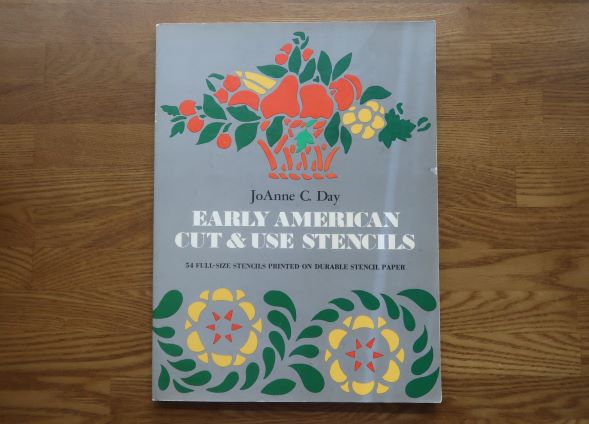 JoAnne C. Day
EARLY AMERICAN
CUT & USE STENCILS
54 FULL-SIZE STENCILS PRINTED ON DURABLE STENCIL PAPER